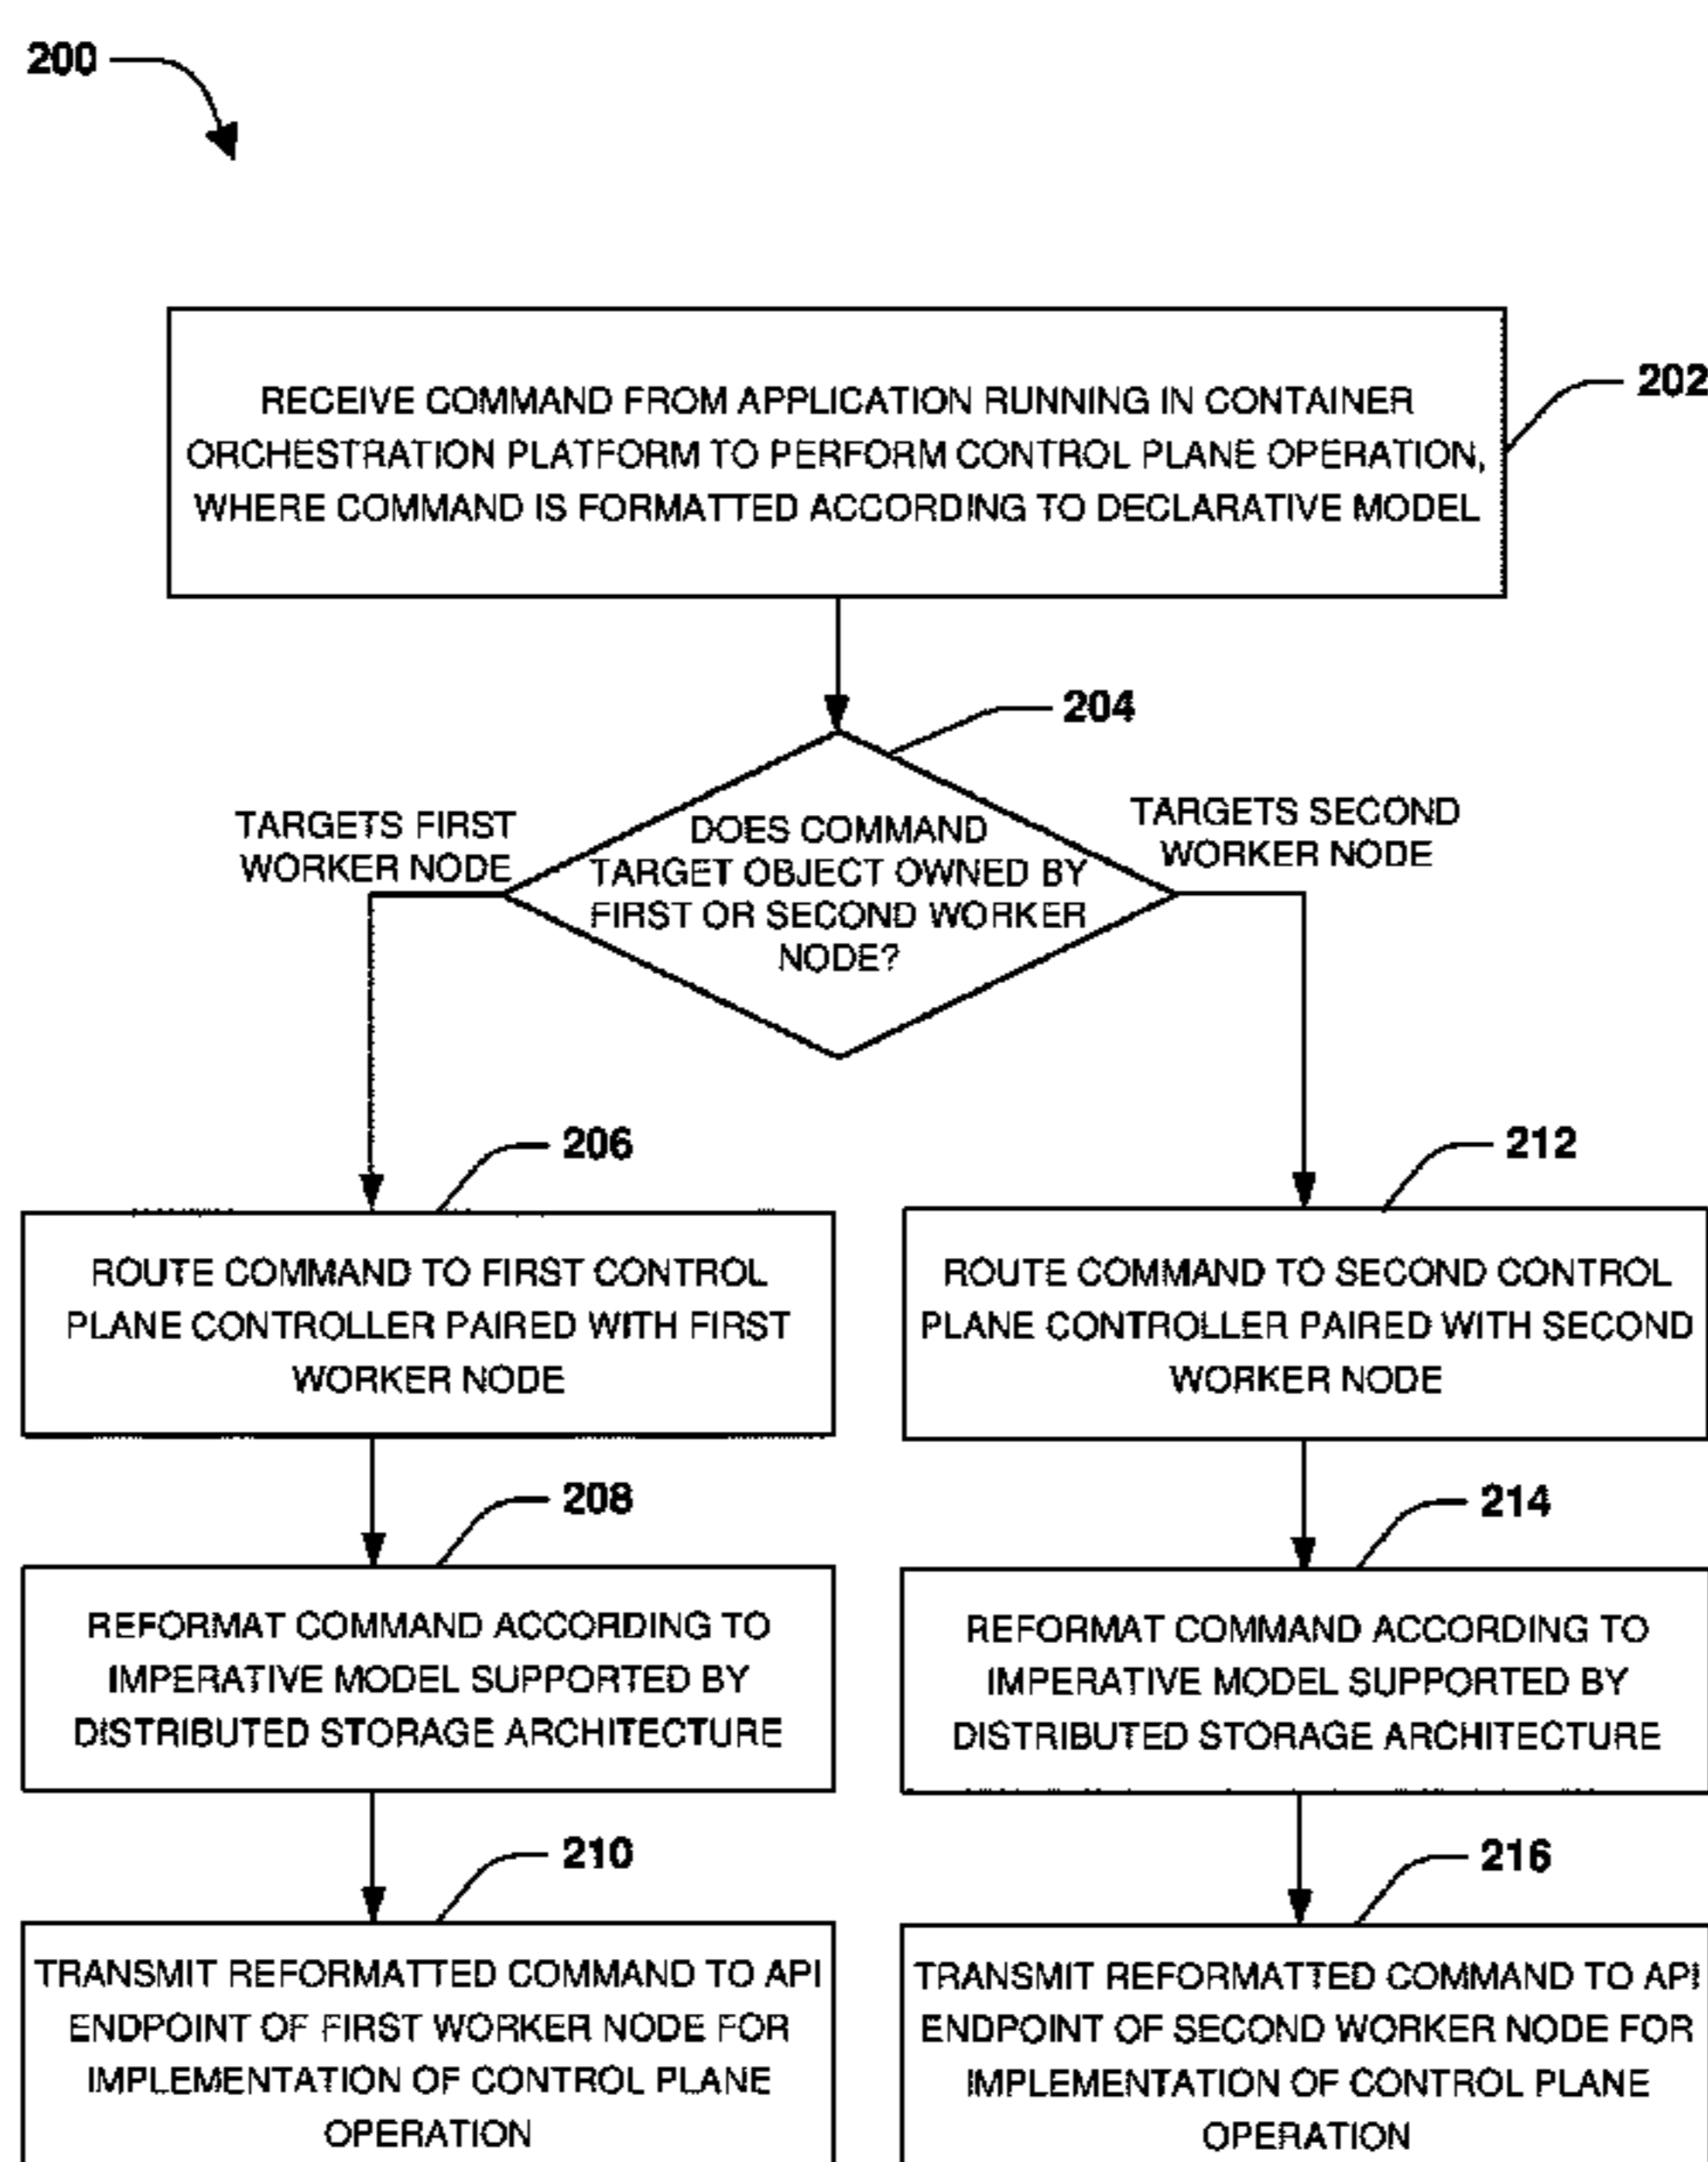 200
RECEIVE COMMAND FROM APPLICATION RUNNING IN CONTAINER
ORCHESTRATION PLATFORM TO PERFORM CONTROL PLANE OPERATION,
WHERE COMMAND IS FORMATTED ACCORDING TO DECLARATIVE MODEL
202
204
DOES COMMAND
TARGET OBJECT OWNED BY
FIRST OR SECOND WORKER
NODE?
TARGETS FIRST
WORKER NODE
TARGETS SECOND
WORKER NODE
206
ROUTE COMMAND TO FIRST CONTROL
PLANE CONTROLLER PAIRED WITH FIRST
WORKER NODE
208
REFORMAT COMMAND ACCORDING TO
IMPERATIVE MODEL SUPPORTED BY
DISTRIBUTED STORAGE ARCHITECTURE
210
TRANSMIT REFORMATTED COMMAND TO API
ENDPOINT OF FIRST WORKER NODE FOR
IMPLEMENTATION OF CONTROL PLANE
OPERATION
212
ROUTE COMMAND TO SECOND CONTROL
PLANE CONTROLLER PAIRED WITH SECOND
WORKER NODE
214
REFORMAT COMMAND ACCORDING TO
IMPERATIVE MODEL SUPPORTED BY
DISTRIBUTED STORAGE ARCHITECTURE
216
TRANSMIT REFORMATTED COMMAND TO API
ENDPOINT OF SECOND WORKER NODE FOR
IMPLEMENTATION OF CONTROL PLANE
OPERATION